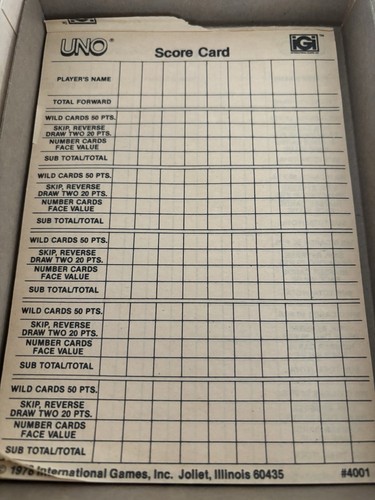 UNO® Score Card IG™
PLAYER'S NAME
TOTAL FORWARD
WILD CARDS 50 PTS.
SKIP, REVERSE
DRAW TWO 20 PTS.
NUMBER CARDS
FACE VALUE
SUB TOTAL/TOTAL
WILD CARDS 50 PTS.
SKIP, REVERSE
DRAW TWO 20 PTS.
NUMBER CARDS
FACE VALUE
SUB TOTAL/TOTAL
WILD CARDS 50 PTS.
SKIP, REVERSE
DRAW TWO 20 PTS.
NUMBER CARDS
FACE VALUE
SUB TOTAL/TOTAL
WILD CARDS 50 PTS.
SKIP, REVERSE
DRAW TWO 20 PTS.
NUMBER CARDS
FACE VALUE
SUB TOTAL/TOTAL
WILD CARDS 50 PTS.
SKIP, REVERSE
DRAW TWO 20 PTS.
NUMBER CARDS
FACE VALUE
SUB TOTAL/TOTAL
© 1978 International Games, Inc. Joliet, Illinois 60435 #4001